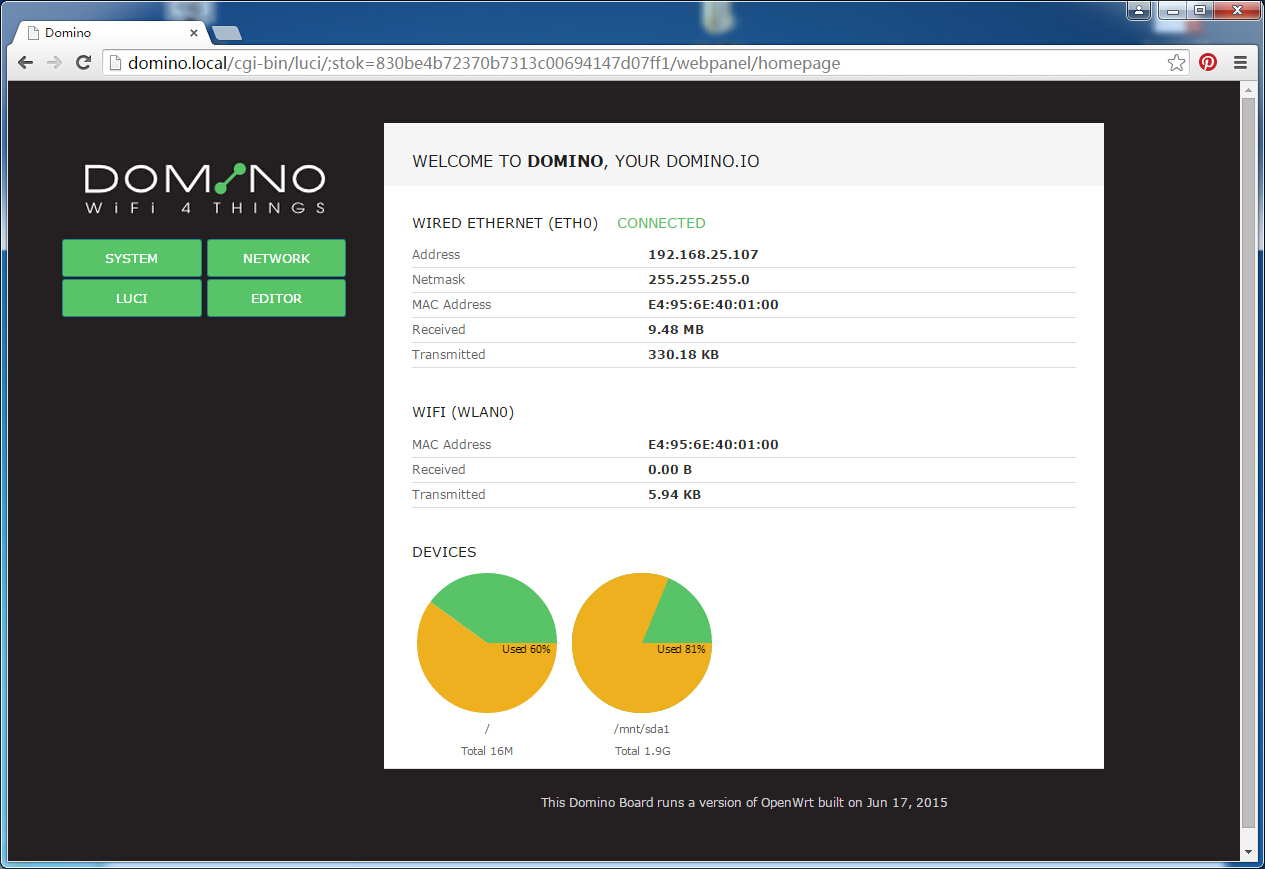 Domino
domino.local/cgi-bin/luci/;stok=830be4b72370b7313c00694147d07ff1/webpanel/homepage
DOMINO
WiFi 4 THINGS
SYSTEM NETWORK
LUCI EDITOR
WELCOME TO DOMINO, YOUR DOMINO.IO
WIRED ETHERNET (ETH0) CONNECTED
Address 192.168.25.107
Netmask 255.255.255.0
MAC Address E4:95:6E:40:01:00
Received 9.48 MB
Transmitted 330.18 KB
WIFI (WLAN0)
MAC Address E4:95:6E:40:01:00
Received 0.00 B
Transmitted 5.94 KB
DEVICES
Used 60% Used 81%
/ /mnt/sda1
Total 16M Total 1.9G
This Domino Board runs a version of OpenWrt built on Jun 17, 2015